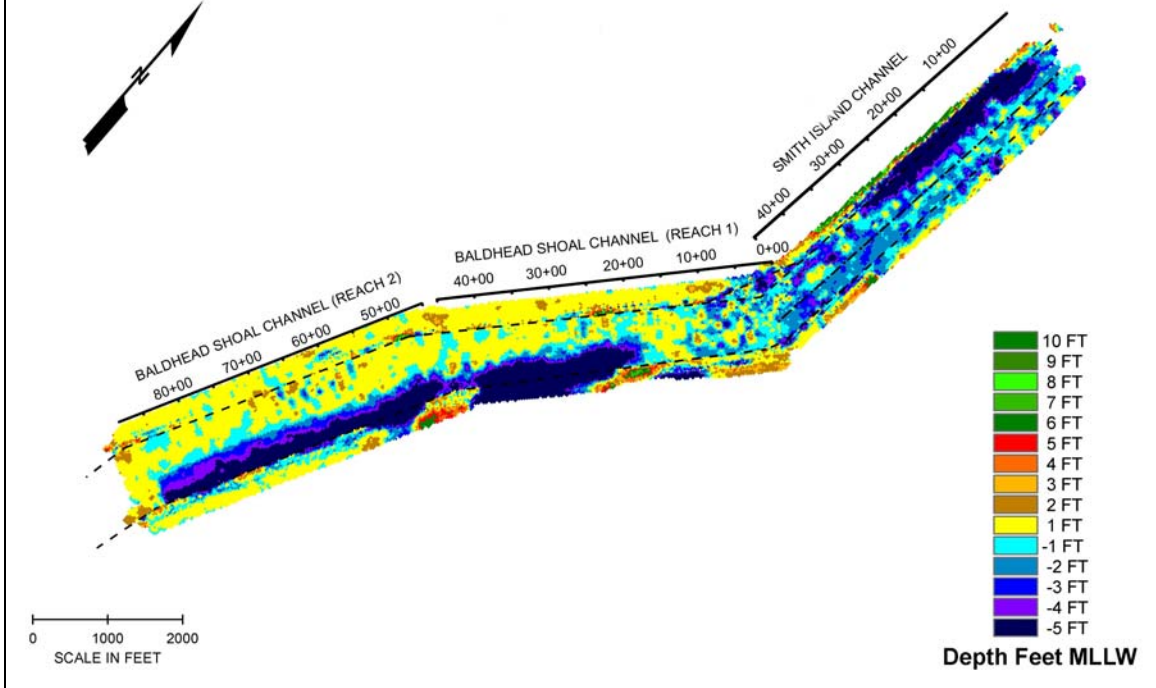 N
SMITH ISLAND CHANNEL
10+00
20+00
30+00
40+00
BALDHEAD SHOAL CHANNEL (REACH 1)
0+00
10+00
20+00
30+00
40+00
BALDHEAD SHOAL CHANNEL (REACH 2)
50+00
60+00
70+00
80+00
10 FT
9 FT
8 FT
7 FT
6 FT
5 FT
4 FT
3 FT
2 FT
1 FT
-1 FT
-2 FT
-3 FT
-4 FT
-5 FT
Depth Feet MLLW
0 1000 2000
SCALE IN FEET